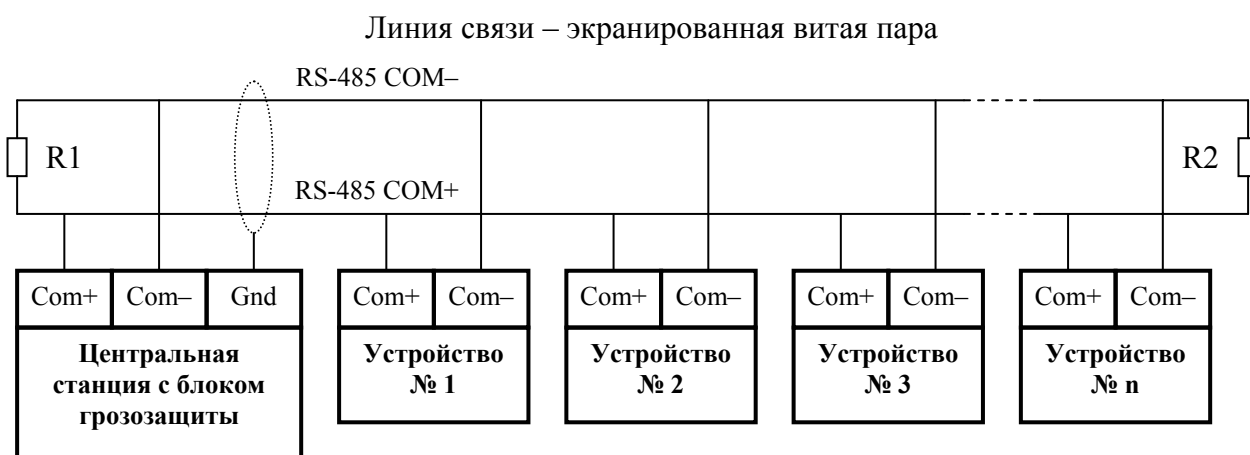 Линия связи – экранированная витая пара
RS-485 COM–
R1
R2
RS-485 COM+
Com+ Com– Gnd
Центральная
станция с блоком
грозозащиты
Com+ Com–
Устройство
№ 1
Com+ Com–
Устройство
№ 2
Com+ Com–
Устройство
№ 3
Com+ Com–
Устройство
№ n